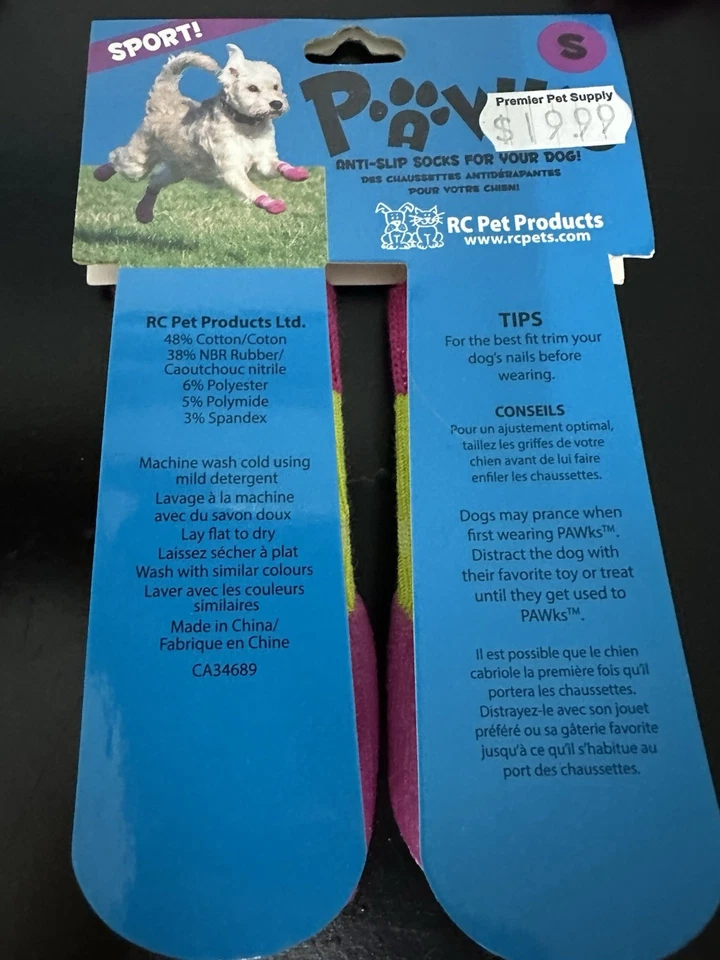 SPORT!
S
Premier Pet Supply
$19.99
ANTI-SLIP SOCKS FOR YOUR DOG!
DES CHAUSSETTES ANTIDÉRAPANTES
POUR VOTRE CHIEN!
RC Pet Products
www.rcpets.com
RC Pet Products Ltd.
48% Cotton/Coton
38% NBR Rubber/
Caoutchouc nitrile
6% Polyester
5% Polymide
3% Spandex
Machine wash cold using
mild detergent
Lavage à la machine
avec du savon doux
Lay flat to dry
Laissez sécher à plat
Wash with similar colours
Laver avec les couleurs
similaires
Made in China/
Fabrique en Chine
CA34689
TIPS
For the best fit trim your
dog's nails before
wearing.
CONSEILS
Pour un ajustement optimal,
taillez les griffes de votre
chien avant de lui faire
enfiler les chaussettes.
Dogs may prance when
first wearing PAWks™.
Distract the dog with
their favorite toy or treat
until they get used to
PAWks™.
Il est possible que le chien
cabriole la première fois qu'il
portera les chaussettes.
Distrayez-le avec son jouet
préféré ou sa gâterie favorite
jusqu'à ce qu'il s'habitue au
port des chaussettes.